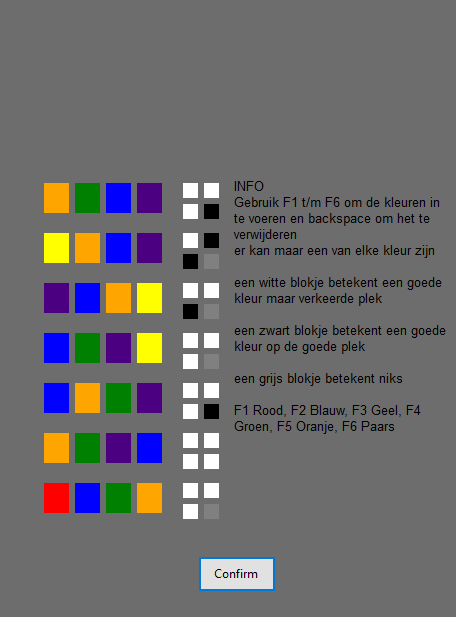 INFO
Gebruik F1 t/m F6 om de kleuren in
te voeren en backspace om het te
verwijderen
er kan maar een van elke kleur zijn
een witte blokje betekent een goede
kleur maar verkeerde plek
een zwart blokje betekent een goede
kleur op de goede plek
een grijs blokje betekent niks
F1 Rood, F2 Blauw, F3 Geel, F4
Groen, F5 Oranje, F6 Paars
Confirm